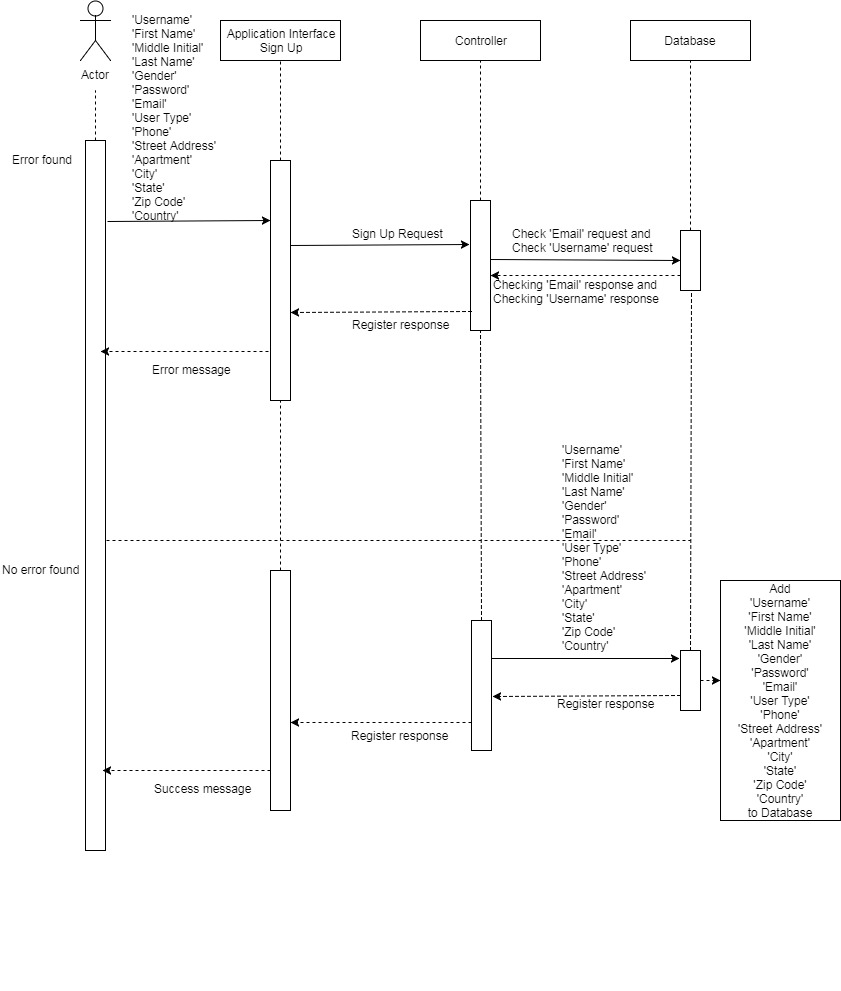 'Username'
'First Name'
'Middle Initial'
'Last Name'
'Gender'
'Password'
'Email'
'User Type'
'Phone'
'Street Address'
'Apartment'
'City'
'State'
'Zip Code'
'Country'
Application Interface
Sign Up
Controller
Database
Actor
Error found
Sign Up Request
Check 'Email' request and
Check 'Username' request
Checking 'Email' response and
Checking 'Username' response
Register response
Error message
'Username'
'First Name'
'Middle Initial'
'Last Name'
'Gender'
'Password'
'Email'
'User Type'
'Phone'
'Street Address'
'Apartment'
'City'
'State'
'Zip Code'
'Country'
No error found
Add
'Username'
'First Name'
'Middle Initial'
'Last Name'
'Gender'
'Password'
'Email'
'User Type'
'Phone'
'Street Address'
'Apartment'
'City'
'State'
'Zip Code'
'Country'
to Database
Register response
Register response
Success message